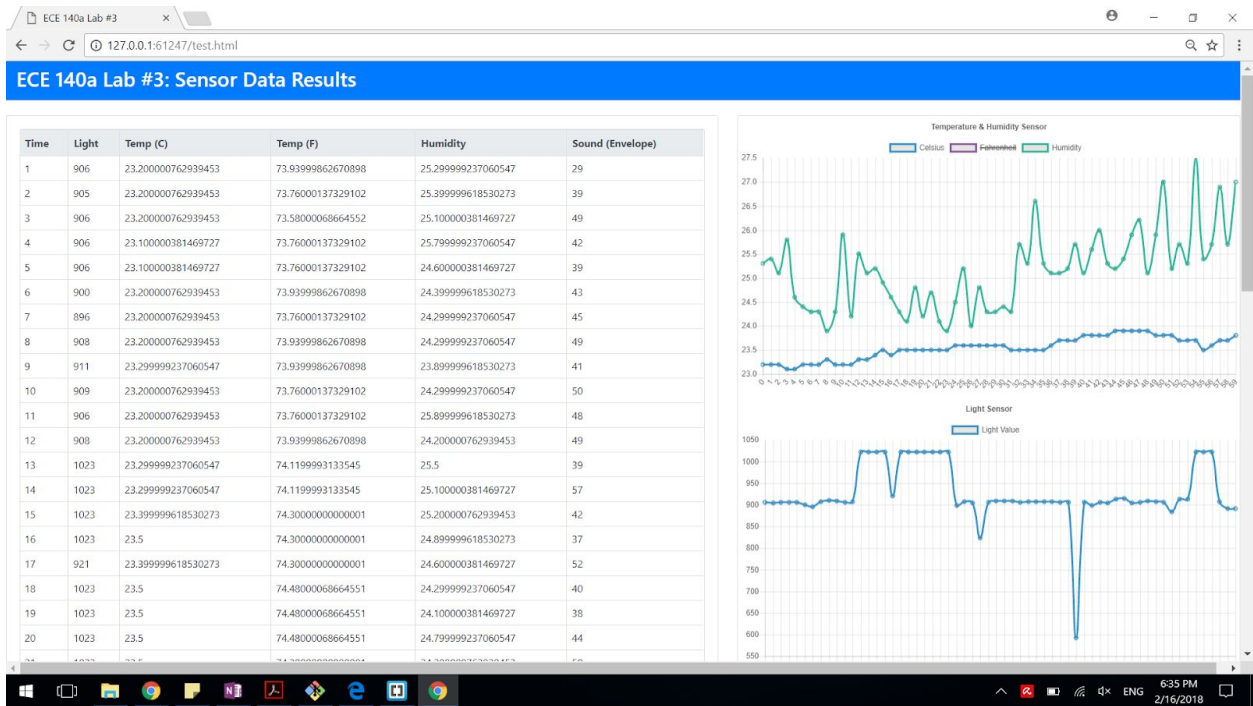 ECE 140a Lab #3
127.0.0.1:61247/test.html
ECE 140a Lab #3: Sensor Data Results
Time Light Temp (C) Temp (F) Humidity Sound (Envelope)
1 906 23.200000762939453 73.93999862670898 25.299999237060547 29
2 905 23.200000762939453 73.76000137329102 25.399999618530273 39
3 906 23.200000762939453 73.58000068664552 25.100000381469727 49
4 906 23.100000381469727 73.76000137329102 25.799999237060547 42
5 906 23.100000381469727 73.76000137329102 24.600000381469727 39
6 900 23.200000762939453 73.93999862670898 24.399999618530273 43
7 896 23.200000762939453 73.76000137329102 24.299999237060547 45
8 908 23.200000762939453 73.93999862670898 24.299999237060547 49
9 911 23.299999237060547 73.93999862670898 23.899999618530273 41
10 909 23.200000762939453 73.76000137329102 24.299999237060547 50
11 906 23.200000762939453 73.76000137329102 25.899999618530273 48
12 908 23.200000762939453 73.93999862670898 24.200000762939453 49
13 1023 23.299999237060547 74.1199993133545 25.5 39
14 1023 23.299999237060547 74.1199993133545 25.100000381469727 57
15 1023 23.399999618530273 74.30000000000001 25.200000762939453 42
16 1023 23.5 74.30000000000001 24.899999618530273 37
17 921 23.399999618530273 74.30000000000001 24.600000381469727 52
18 1023 23.5 74.48000068664551 24.299999237060547 40
19 1023 23.5 74.48000068664551 24.100000381469727 38
20 1023 23.5 74.48000068664551 24.799999237060547 44
Temperature & Humidity Sensor
Celsius Fahrenheit Humidity
27.5
27.0
26.5
26.0
25.5
25.0
24.5
24.0
23.5
23.0
Light Sensor
Light Value
1050
1000
950
900
850
800
750
700
650
600
550
ENG
6:35 PM
2/16/2018